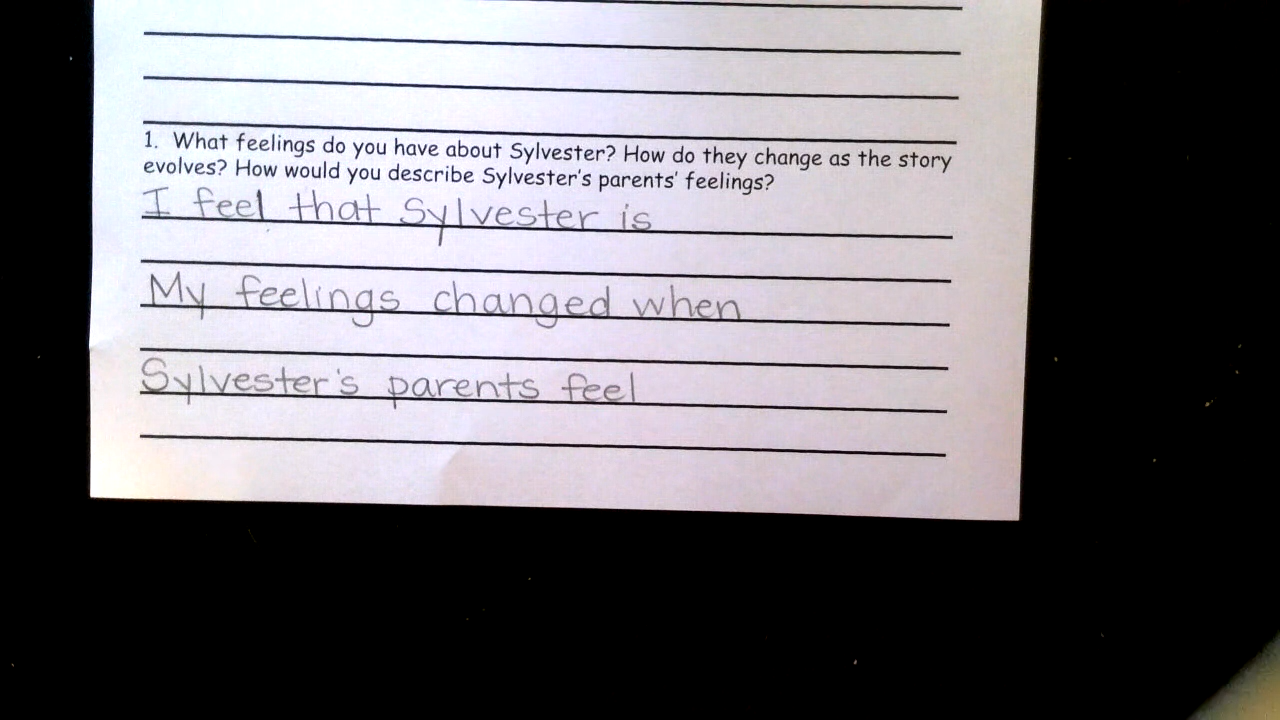 1. What feelings do you have about Sylvester? How do they change as the story
evolves? How would you describe Sylvester's parents' feelings?
I feel that Sylvester is
My feelings changed when
Sylvester's parents feel